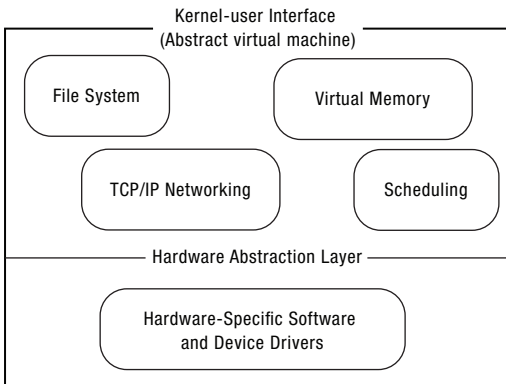 Kernel-user Interface
(Abstract virtual machine)
File System
Virtual Memory
TCP/IP Networking
Scheduling
Hardware Abstraction Layer
Hardware-Specific Software
and Device Drivers